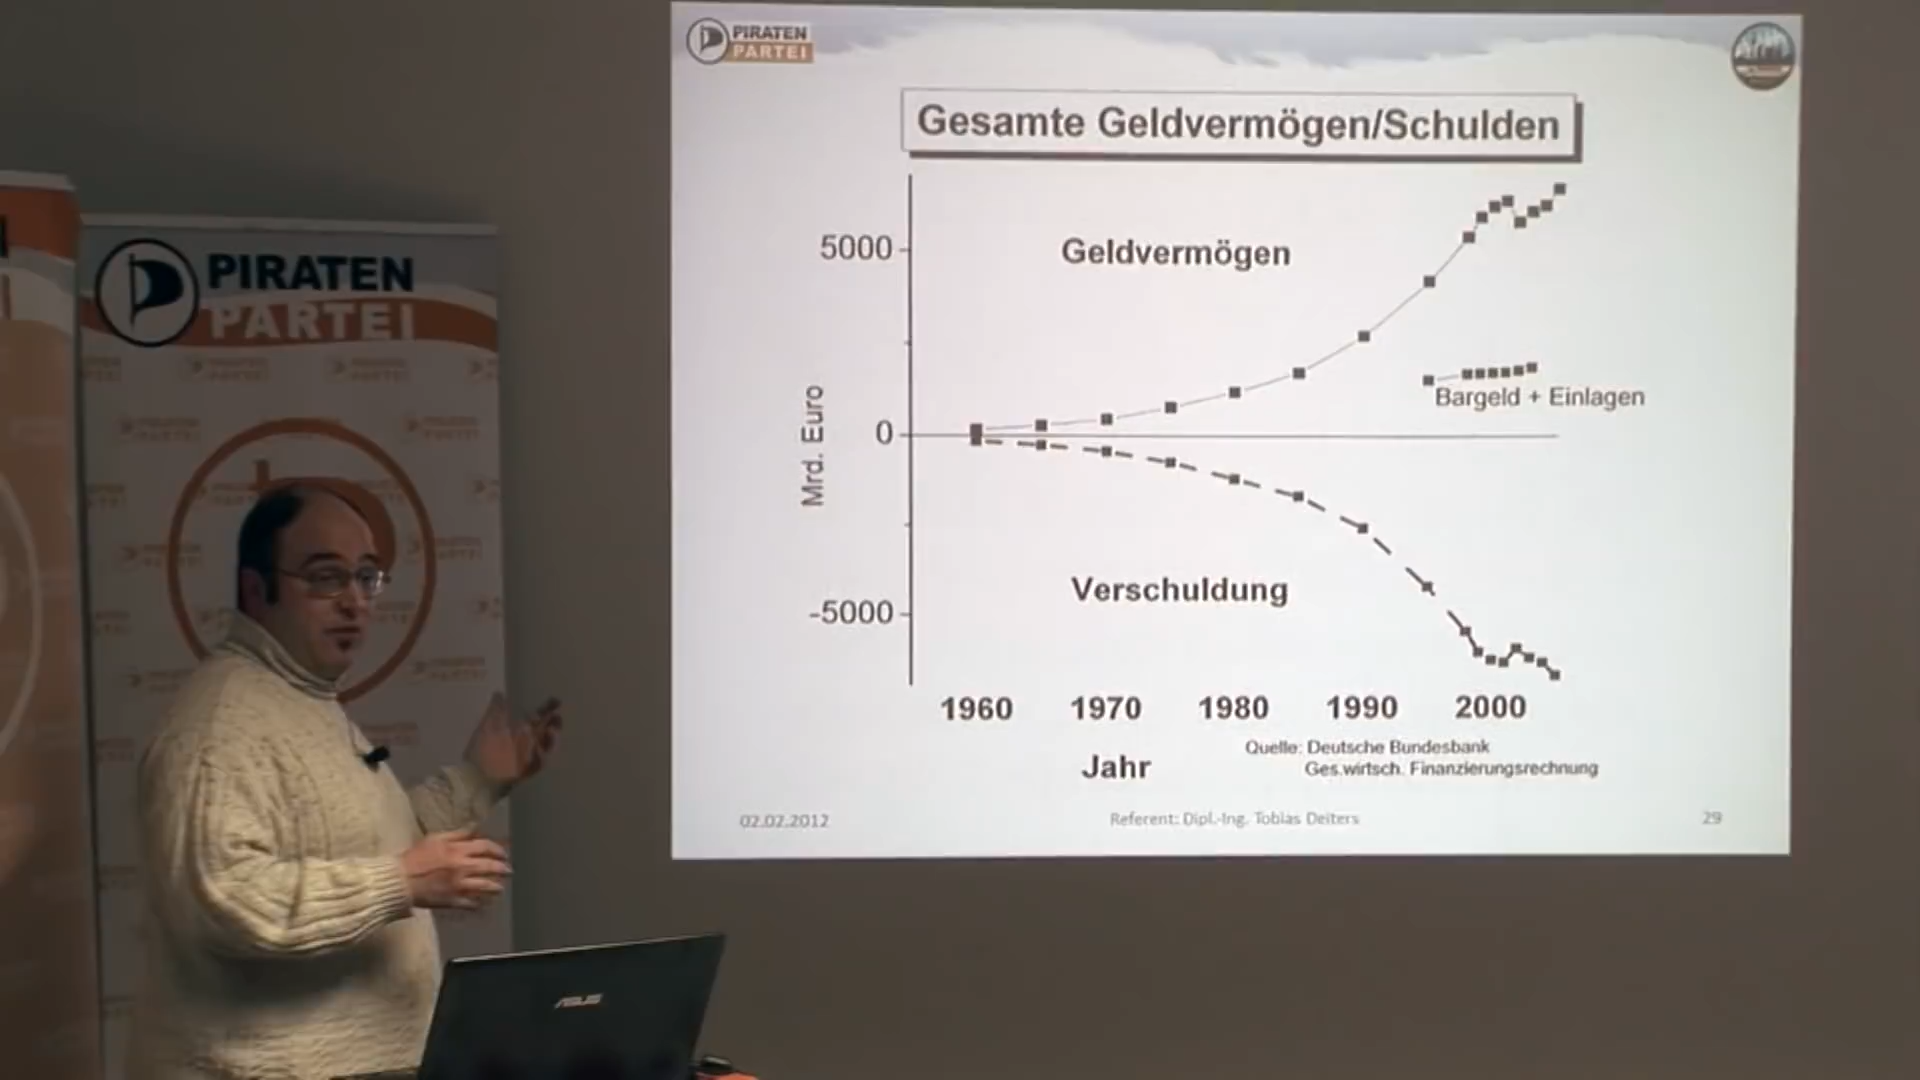 PIRATEN
PARTEI
Gesamte Geldvermögen/Schulden
5000
Geldvermögen
Bargeld + Einlagen
0
Mrd. Euro
Verschuldung
-5000
1960 1970 1980 1990 2000
Jahr
Quelle: Deutsche Bundesbank
Ges.wirtsch. Finanzierungsrechnung
02.02.2012 Referent: Dipl.-Ing. Tobias Deiters 29
PIRATEN
PARTEI
ASUS